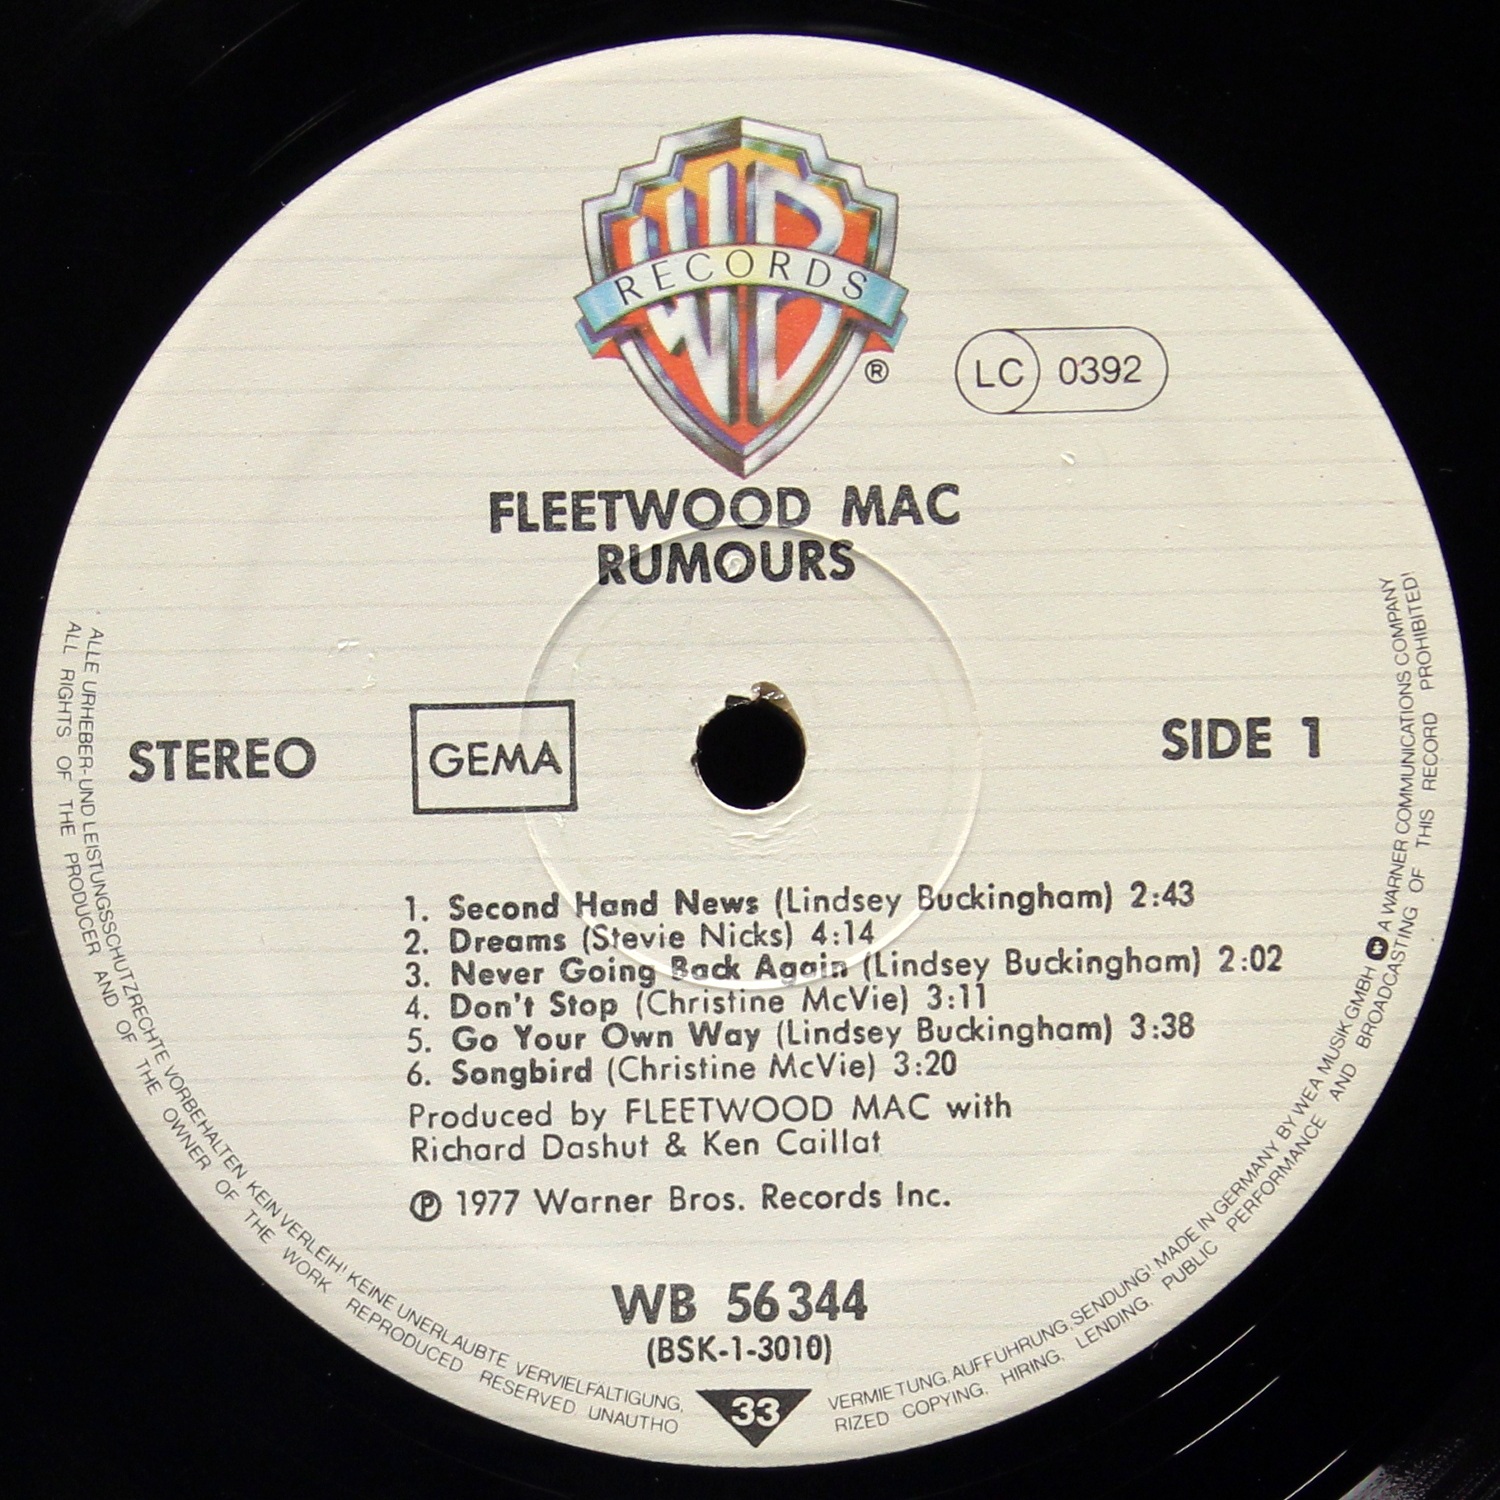 WB
RECORDS
®
LC 0392
FLEETWOOD MAC
RUMOURS
STEREO
GEMA
SIDE 1
1. Second Hand News (Lindsey Buckingham) 2:43
2. Dreams (Stevie Nicks) 4:14
3. Never Going Back Again (Lindsey Buckingham) 2:02
4. Don't Stop (Christine McVie) 3:11
5. Go Your Own Way (Lindsey Buckingham) 3:38
6. Songbird (Christine McVie) 3:20
Produced by FLEETWOOD MAC with
Richard Dashut & Ken Caillat
℗ 1977 Warner Bros. Records Inc.
WB 56 344
(BSK-1-3010)
33
ALLE URHEBER-UND LEISTUNGSSCHUTZRECHTE VORBEHALTEN KEIN VERLEIH! KEINE UNERLAUBTE VERVIELFÄLTIGUNG, VERMIETUNG, AUFFÜHRUNG, SENDUNG! MADE IN GERMANY BY WEA MUSIK GMBH A WARNER COMMUNICATIONS COMPANY
ALL RIGHTS OF THE PRODUCER AND OF THE OWNER OF THE WORK REPRODUCED RESERVED UNAUTHO RIZED COPYING, HIRING, LENDING, PUBLIC PERFORMANCE AND BROADCASTING OF THIS RECORD PROHIBITED!